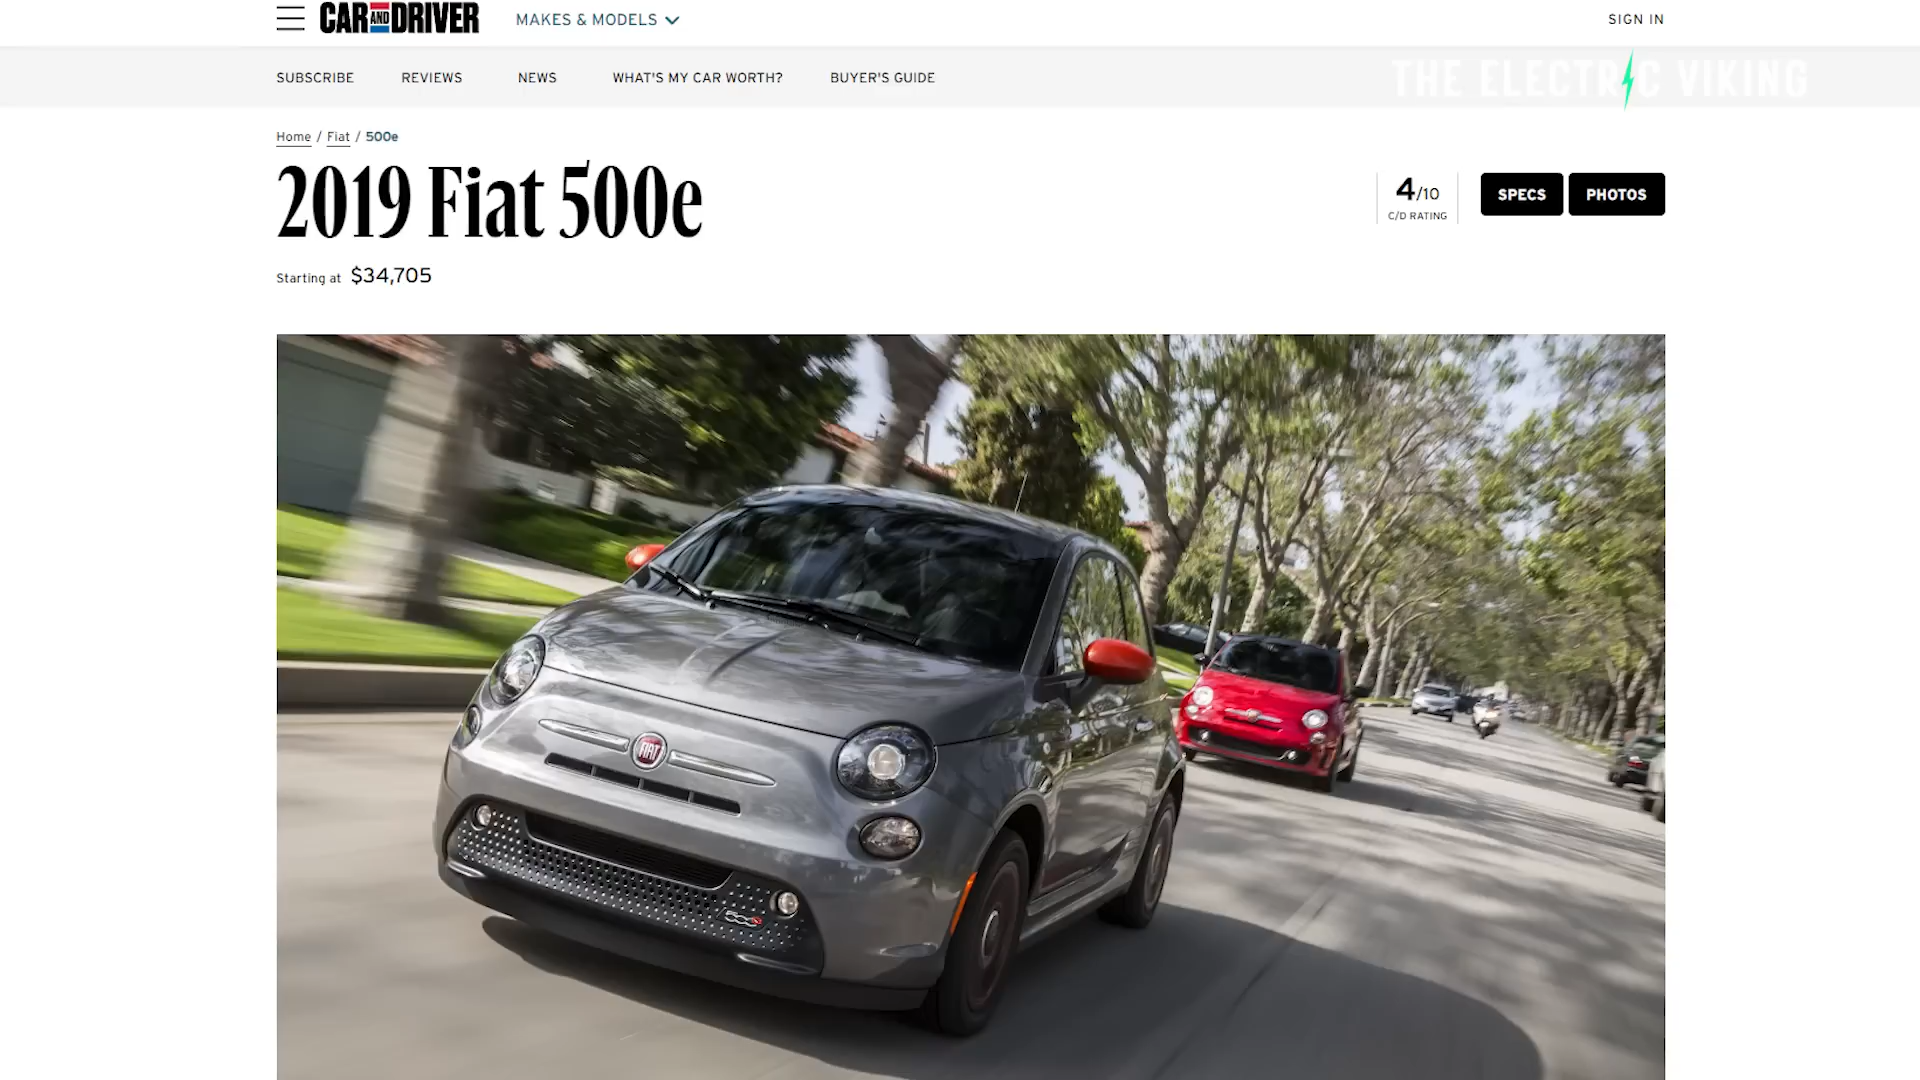 CAR AND DRIVER
MAKES & MODELS
SIGN IN
SUBSCRIBE
REVIEWS
NEWS
WHAT'S MY CAR WORTH?
BUYER'S GUIDE
THE ELECTRIC VIKING
Home / Fiat / 500e
2019 Fiat 500e
4/10
C/D RATING
SPECS
PHOTOS
Starting at $34,705
FIAT
500e